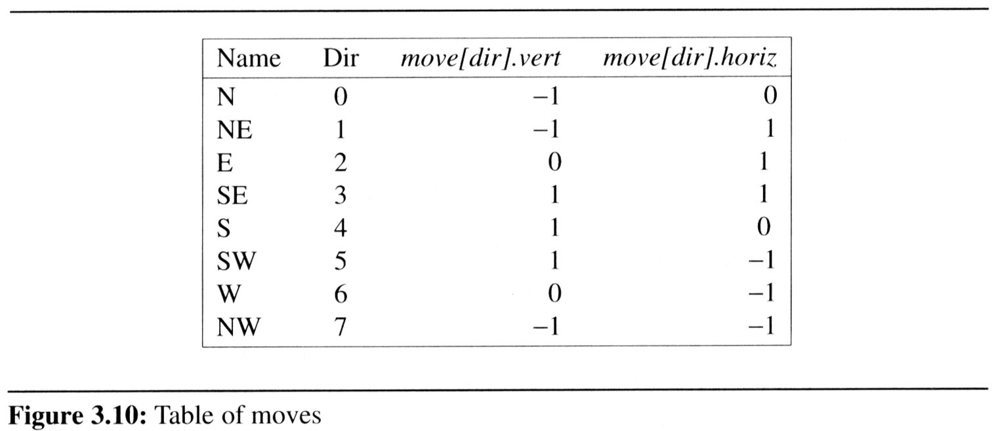 Name Dir move[dir].vert move[dir].horiz
N 0 –1 0
NE 1 –1 1
E 2 0 1
SE 3 1 1
S 4 1 0
SW 5 1 –1
W 6 0 –1
NW 7 –1 –1
Figure 3.10: Table of moves